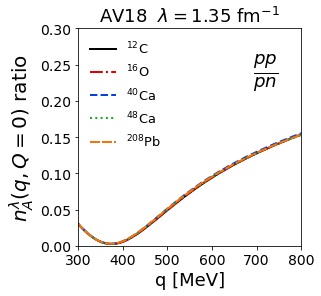 AV18 λ = 1.35 fm⁻¹
0.30
0.25
0.20
0.15
0.10
0.05
0.00
n_A^λ(q, Q = 0) ratio
¹²C
¹⁶O
⁴⁰Ca
⁴⁸Ca
²⁰⁸Pb
pp
pn
300 400 500 600 700 800
q [MeV]